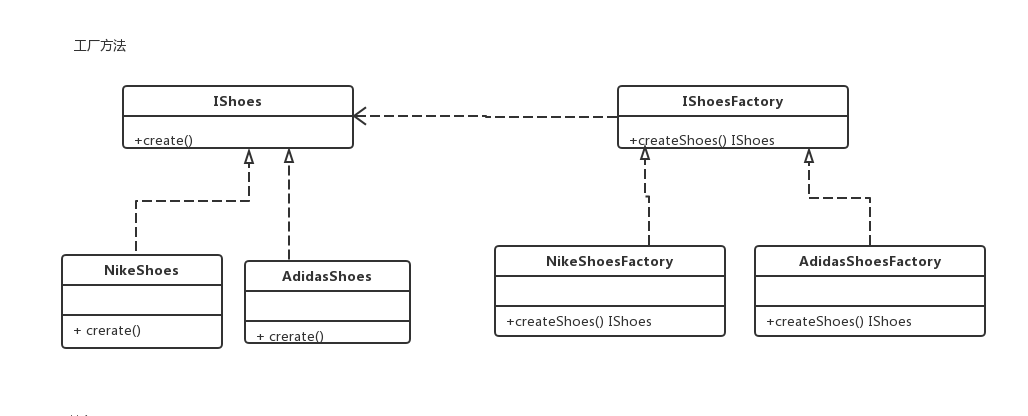 工厂方法
IShoes
+create()
IShoesFactory
+createShoes() IShoes
NikeShoes
+ crerate()
AdidasShoes
+ crerate()
NikeShoesFactory
+createShoes() IShoes
AdidasShoesFactory
+createShoes() IShoes